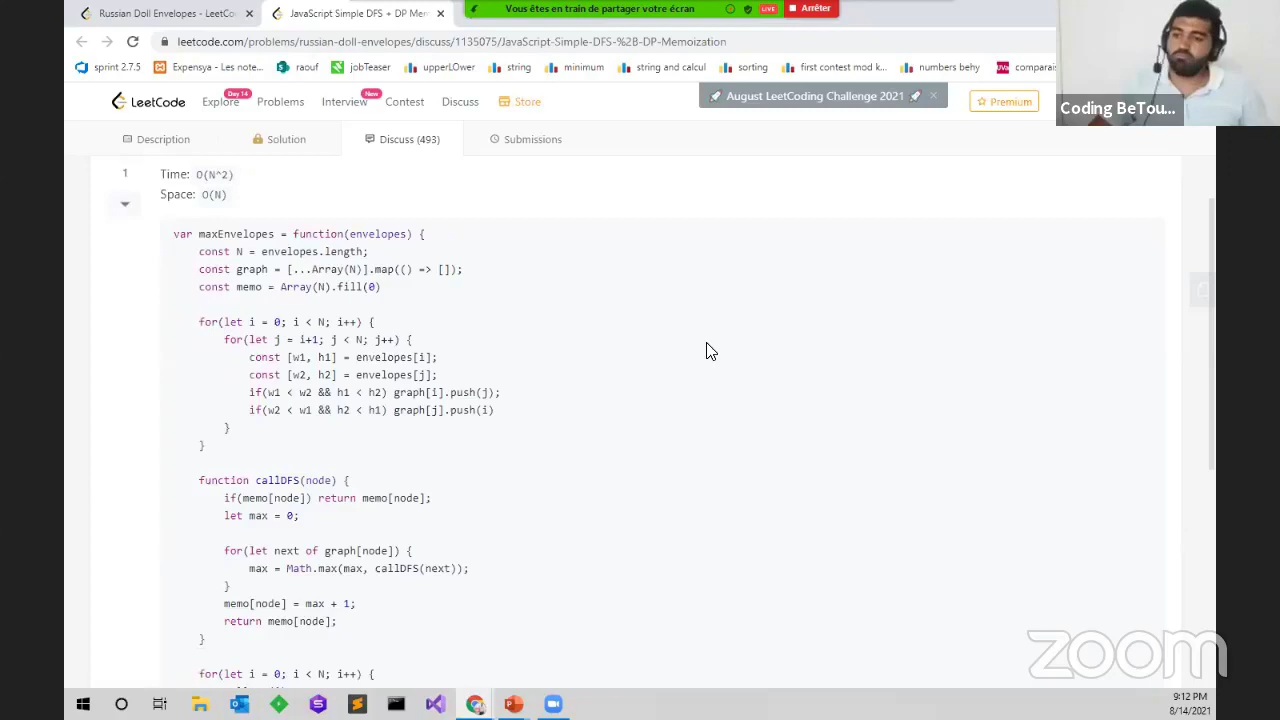 Russian Doll Envelopes - LeetCo
JavaScript Simple DFS + DP Mem
Vous êtes en train de partager votre écran
LIVE
Arrêter
leetcode.com/problems/russian-doll-envelopes/discuss/1135075/JavaScript-Simple-DFS-%2B-DP-Memoization
sprint 2.7.5
Expensya - Les note...
raouf
jobTeaser
upperLOwer
string
minimum
string and calcul
sorting
first contest mod k...
numbers behy
comparais
Coding BeTou...
LeetCode
Explore
Day 14
Problems
Interview
New
Contest
Discuss
Store
August LeetCoding Challenge 2021
Premium
Description
Solution
Discuss (493)
Submissions
1
Time: O(N^2)
Space: O(N)
var maxEnvelopes = function(envelopes) {
const N = envelopes.length;
const graph = [...Array(N)].map(() => []);
const memo = Array(N).fill(0)
for(let i = 0; i < N; i++) {
for(let j = i+1; j < N; j++) {
const [w1, h1] = envelopes[i];
const [w2, h2] = envelopes[j];
if(w1 < w2 && h1 < h2) graph[i].push(j);
if(w2 < w1 && h2 < h1) graph[j].push(i)
}
}
function callDFS(node) {
if(memo[node]) return memo[node];
let max = 0;
for(let next of graph[node]) {
max = Math.max(max, callDFS(next));
}
memo[node] = max + 1;
return memo[node];
}
for(let i = 0; i < N; i++) {
zoom
9:12 PM
8/14/2021